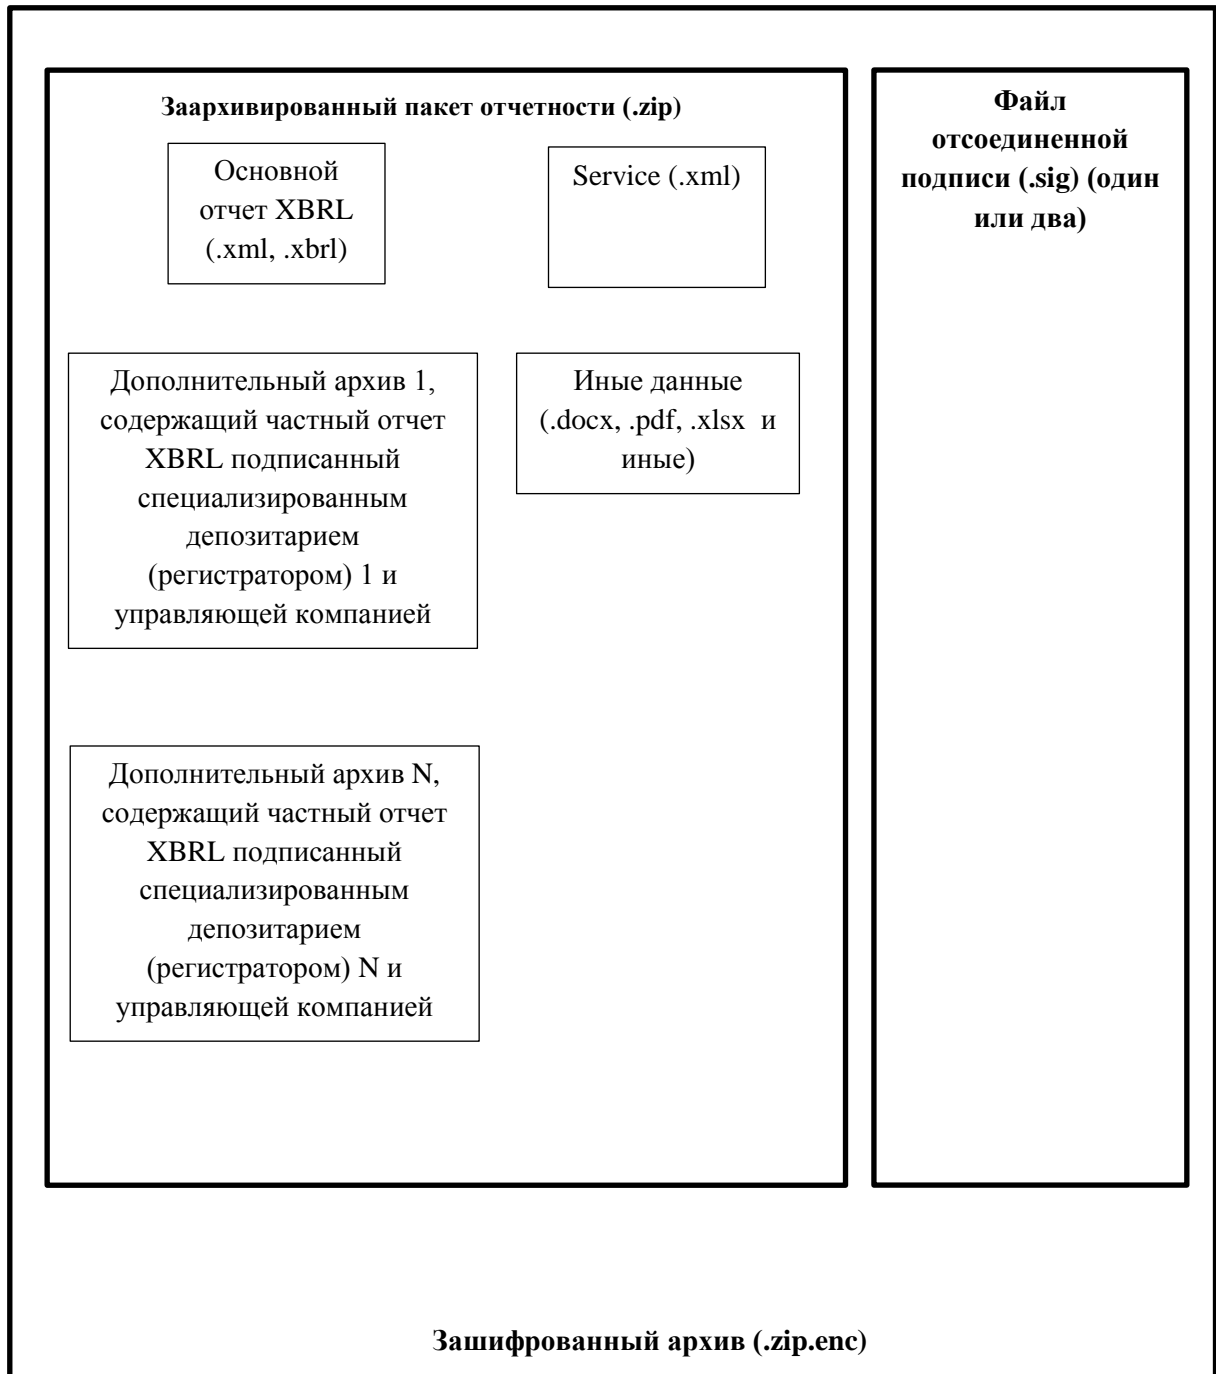 Заархивированный пакет отчетности (.zip)
Основной
отчет XBRL
(.xml, .xbrl)
Service (.xml)
Дополнительный архив 1,
содержащий частный отчет
XBRL подписанный
специализированным
депозитарием
(регистратором) 1 и
управляющей компанией
Иные данные
(.docx, .pdf, .xlsx и
иные)
Дополнительный архив N,
содержащий частный отчет
XBRL подписанный
специализированным
депозитарием
(регистратором) N и
управляющей компанией
Файл
отсоединенной
подписи (.sig) (один
или два)
Зашифрованный архив (.zip.enc)